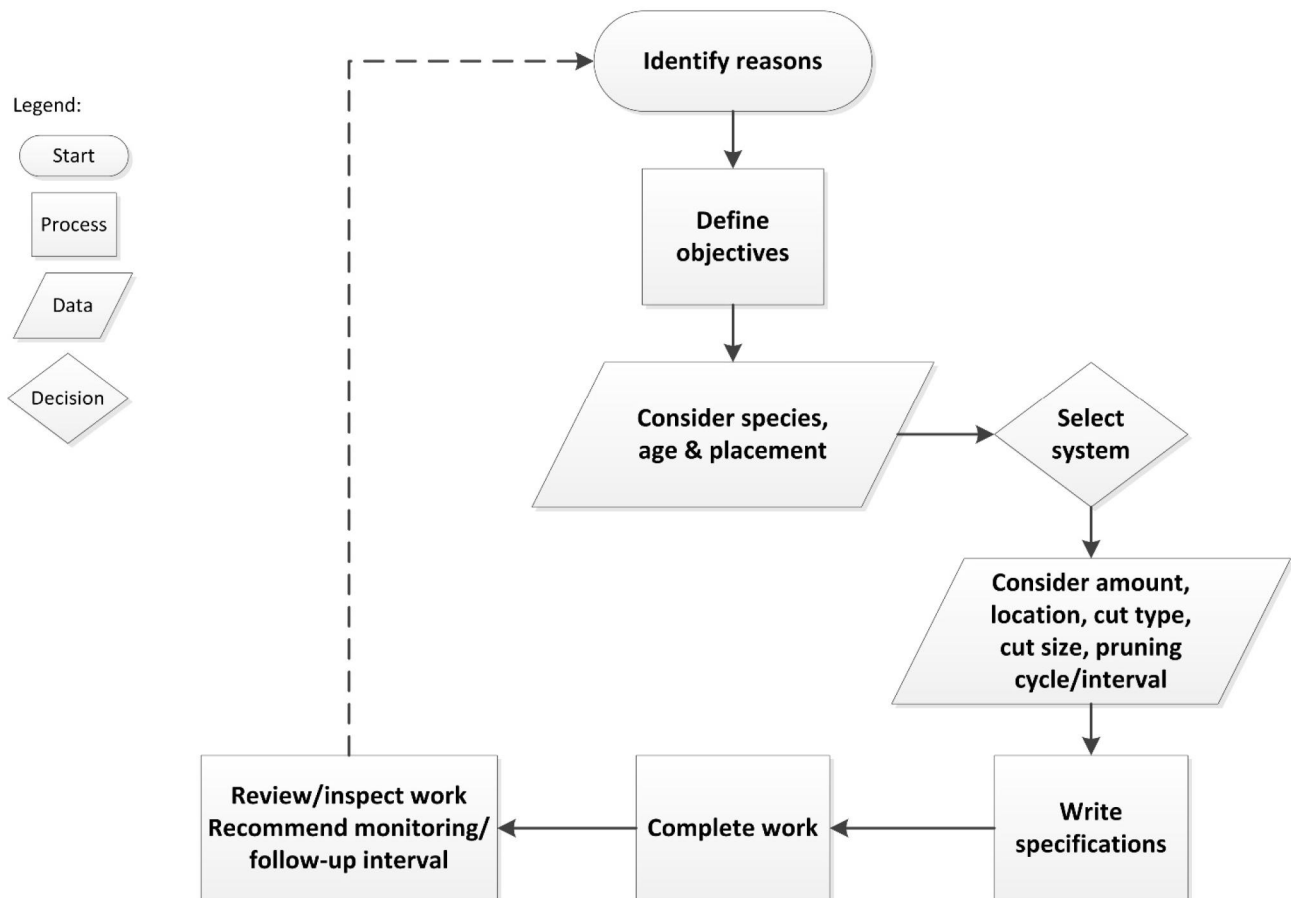 Legend:
Start
Process
Data
Decision
Identify reasons
Define
objectives
Consider species,
age & placement
Select
system
Consider amount,
location, cut type,
cut size, pruning
cycle/interval
Write
specifications
Complete work
Review/inspect work
Recommend monitoring/
follow-up interval